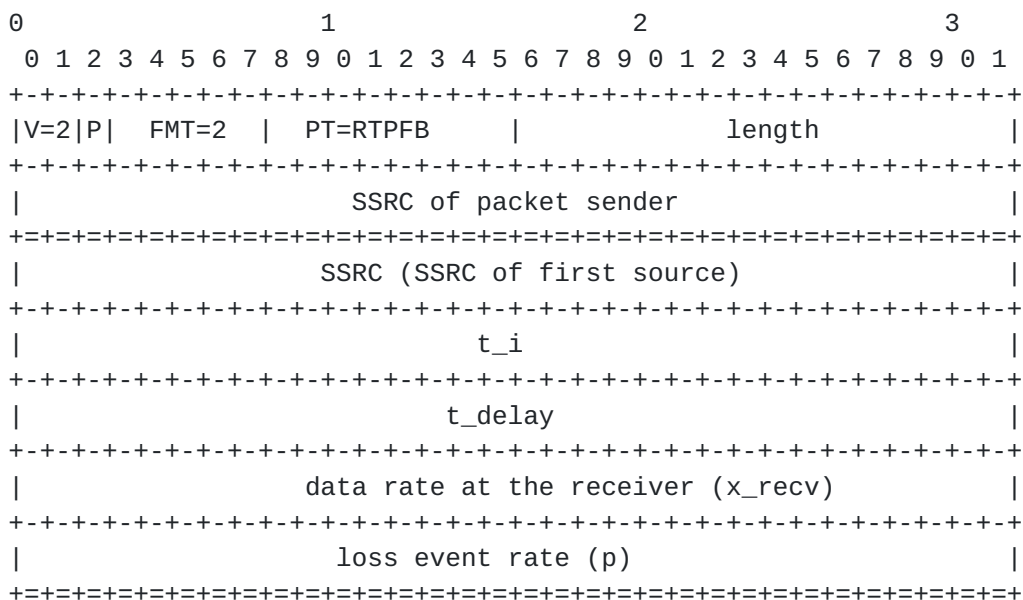 0                   1                   2                   3
 0 1 2 3 4 5 6 7 8 9 0 1 2 3 4 5 6 7 8 9 0 1 2 3 4 5 6 7 8 9 0 1
+-+-+-+-+-+-+-+-+-+-+-+-+-+-+-+-+-+-+-+-+-+-+-+-+-+-+-+-+-+-+-+-+
|V=2|P|  FMT=2  |  PT=RTPFB     |             length            |
+-+-+-+-+-+-+-+-+-+-+-+-+-+-+-+-+-+-+-+-+-+-+-+-+-+-+-+-+-+-+-+-+
|                     SSRC of packet sender                     |
+=+=+=+=+=+=+=+=+=+=+=+=+=+=+=+=+=+=+=+=+=+=+=+=+=+=+=+=+=+=+=+=+
|                   SSRC (SSRC of first source)                 |
+-+-+-+-+-+-+-+-+-+-+-+-+-+-+-+-+-+-+-+-+-+-+-+-+-+-+-+-+-+-+-+-+
|                             t_i                               |
+-+-+-+-+-+-+-+-+-+-+-+-+-+-+-+-+-+-+-+-+-+-+-+-+-+-+-+-+-+-+-+-+
|                           t_delay                             |
+-+-+-+-+-+-+-+-+-+-+-+-+-+-+-+-+-+-+-+-+-+-+-+-+-+-+-+-+-+-+-+-+
|                  data rate at the receiver (x_recv)           |
+-+-+-+-+-+-+-+-+-+-+-+-+-+-+-+-+-+-+-+-+-+-+-+-+-+-+-+-+-+-+-+-+
|                    loss event rate (p)                        |
+=+=+=+=+=+=+=+=+=+=+=+=+=+=+=+=+=+=+=+=+=+=+=+=+=+=+=+=+=+=+=+=+